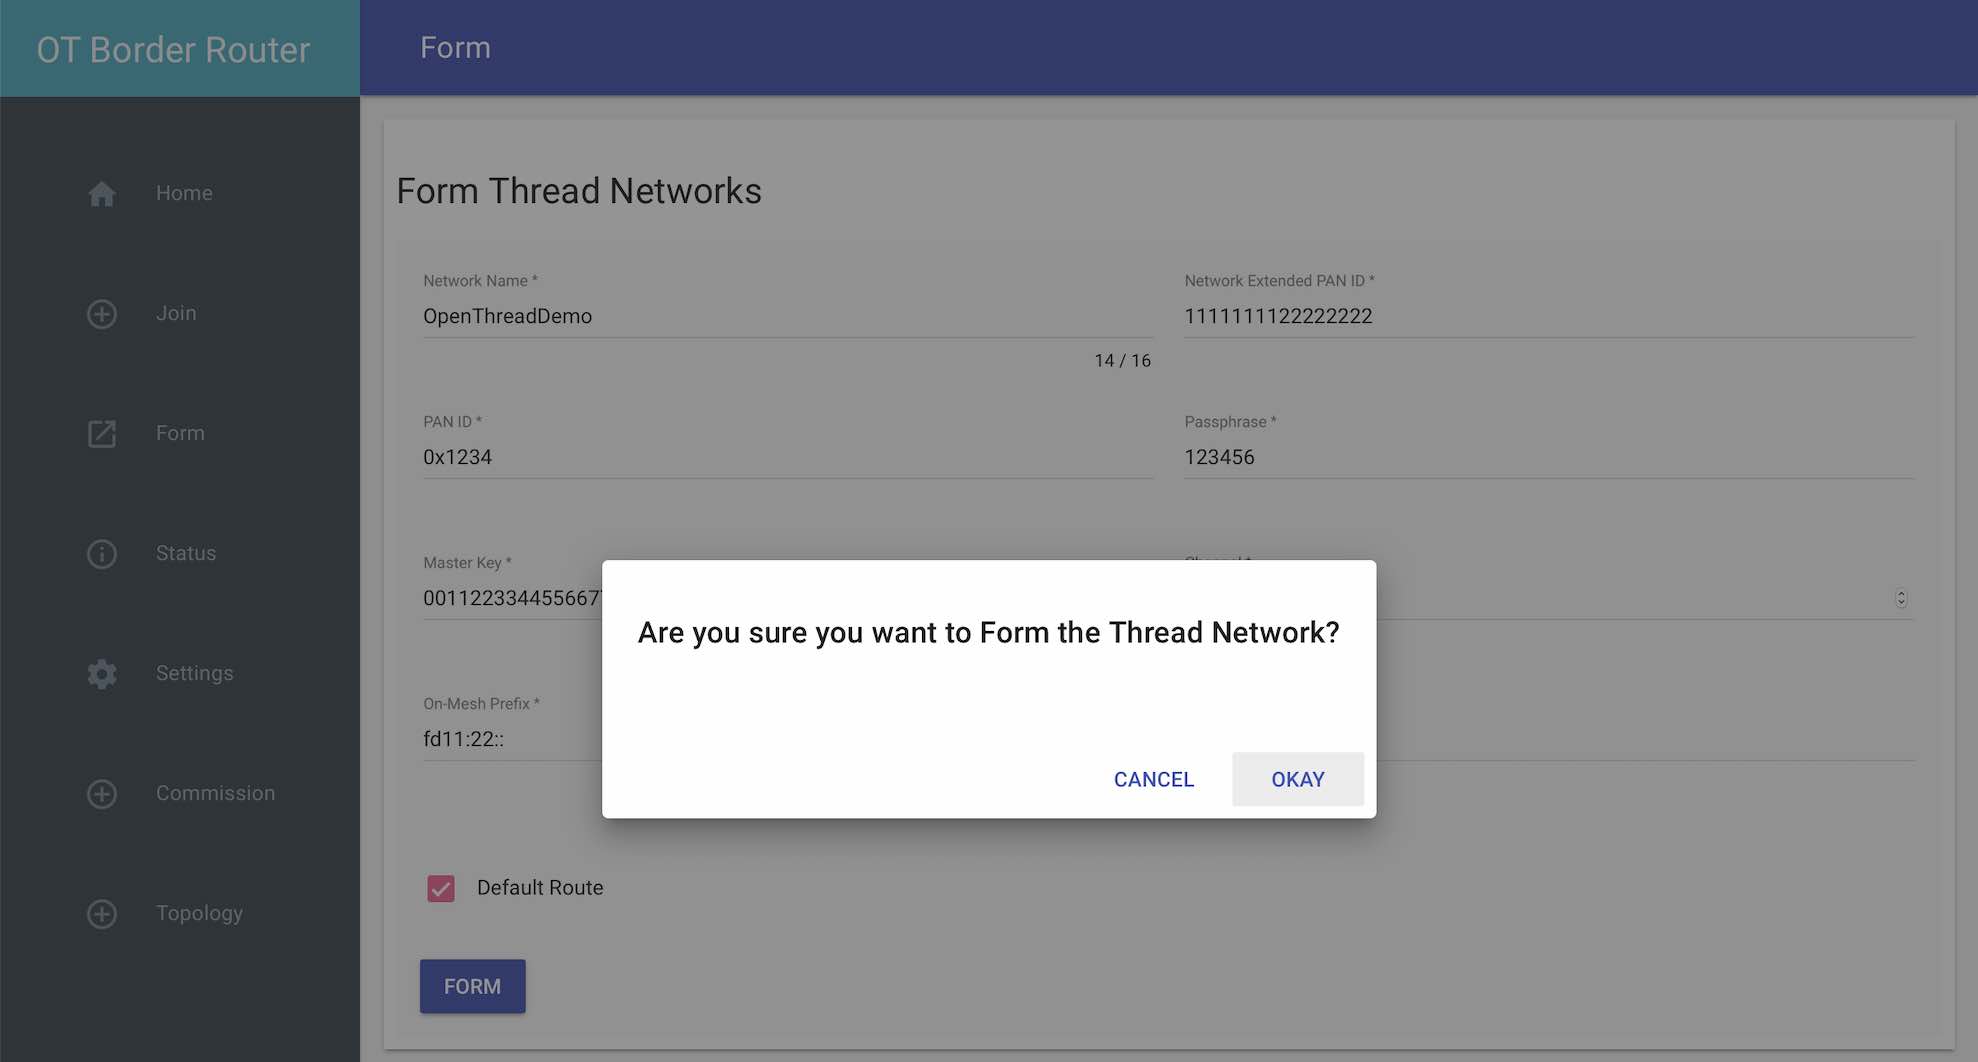 OT Border Router
Form
Home
Join
Form
Status
Settings
Commission
Topology
Form Thread Networks
Network Name *
OpenThreadDemo
14 / 16
Network Extended PAN ID *
1111111122222222
PAN ID *
0x1234
Passphrase *
123456
Master Key *
Are you sure you want to Form the Thread Network?
CANCEL
OKAY
On-Mesh Prefix *
fd11:22::
Default Route
FORM